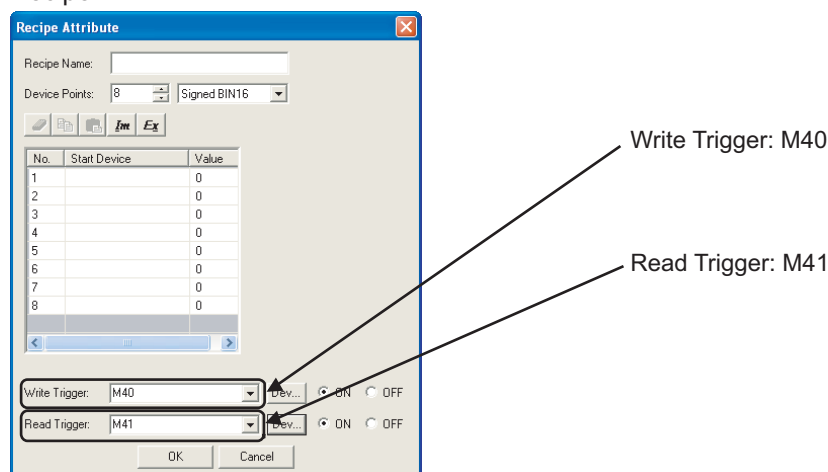 Recipe Attribute
Recipe Name:
Device Points: 8 Signed BIN16
Im Ex
No. Start Device Value
1 0
2 0
3 0
4 0
5 0
6 0
7 0
8 0
Write Trigger: M40 Dev... ON OFF
Read Trigger: M41 Dev... ON OFF
OK Cancel
Write Trigger: M40
Read Trigger: M41